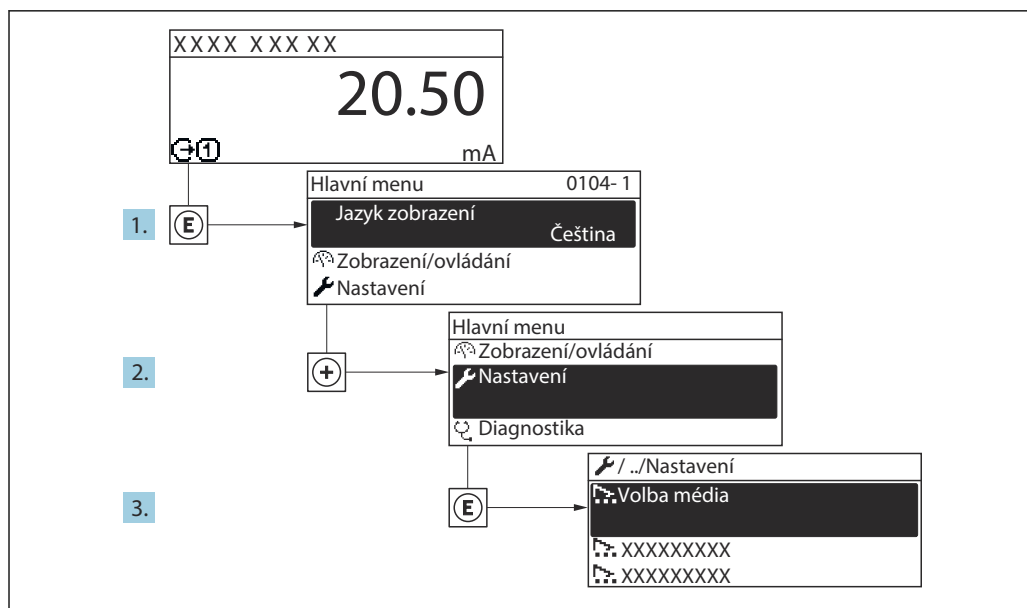 XXXX XXX XX
20.50
1
mA
Hlavní menu 0104-1
Jazyk zobrazení
Čeština
Zobrazení/ovládání
Nastavení
1.
E
Hlavní menu
Zobrazení/ovládání
Nastavení
Diagnostika
2.
+
/ ../Nastavení
Volba média
XXXXXXXXX
XXXXXXXXX
3.
E